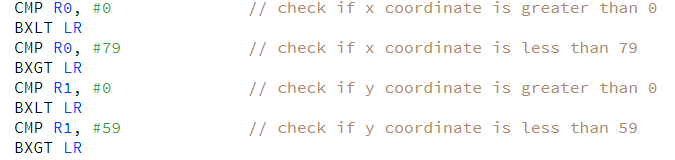 CMP R0, #0 // check if x coordinate is greater than 0
BXLT LR
CMP R0, #79 // check if x coordinate is less than 79
BXGT LR
CMP R1, #0 // check if y coordinate is greater than 0
BXLT LR
CMP R1, #59 // check if y coordinate is less than 59
BXGT LR